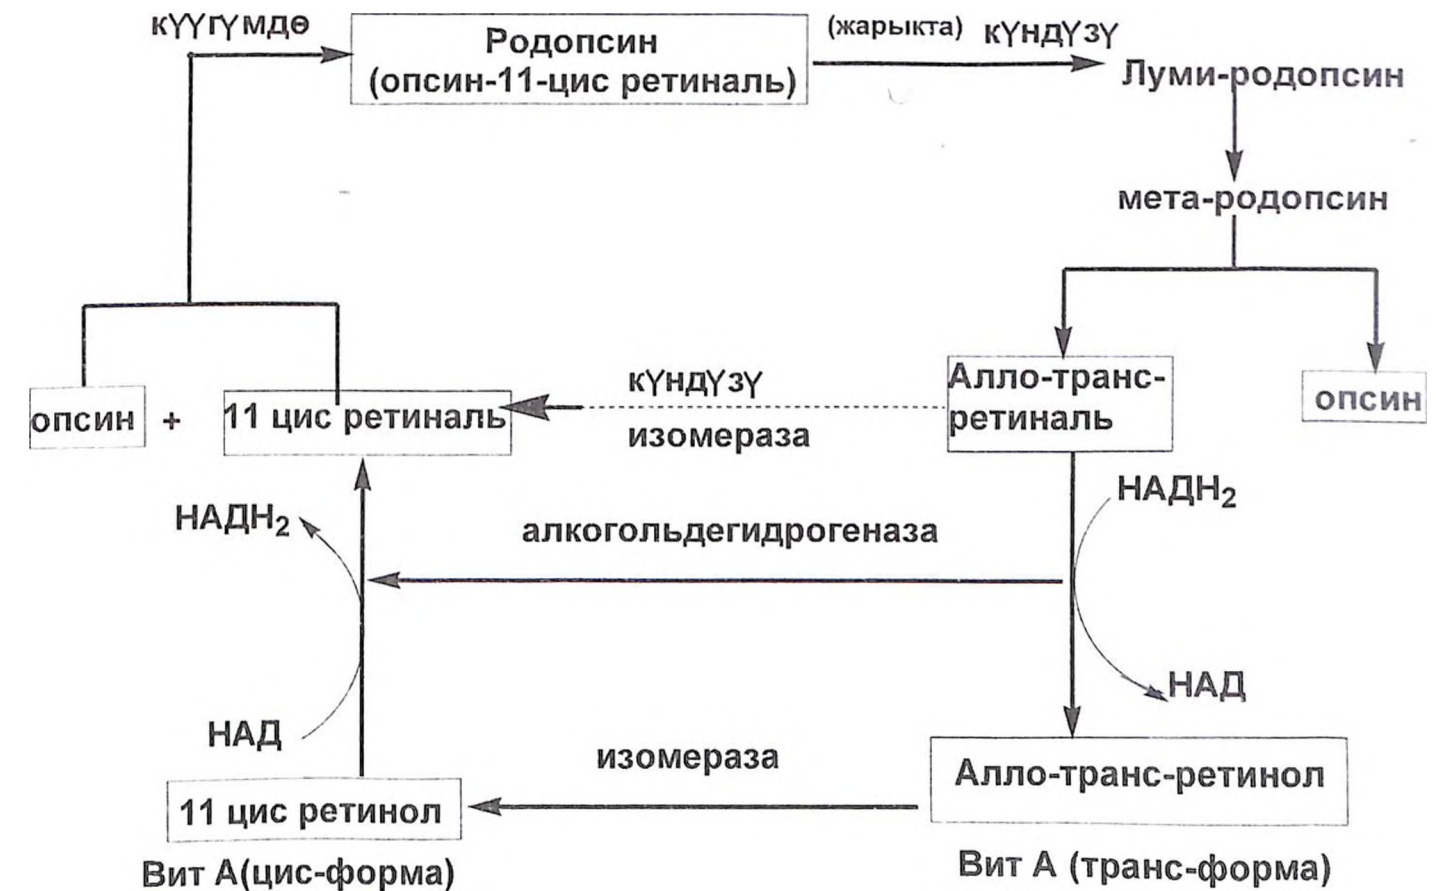 күүгүмдө
Родопсин
(опсин-11-цис ретиналь)
(жарыкта) күндүзү
Луми-родопсин
мета-родопсин
опсин + 11 цис ретиналь
күндүзү
изомераза
Алло-транс-
ретиналь
опсин
НАДН₂
алкогольдегидрогеназа
НАДН₂
НАД
НАД
изомераза
11 цис ретинол
Алло-транс-ретинол
Вит А(цис-форма)
Вит А (транс-форма)